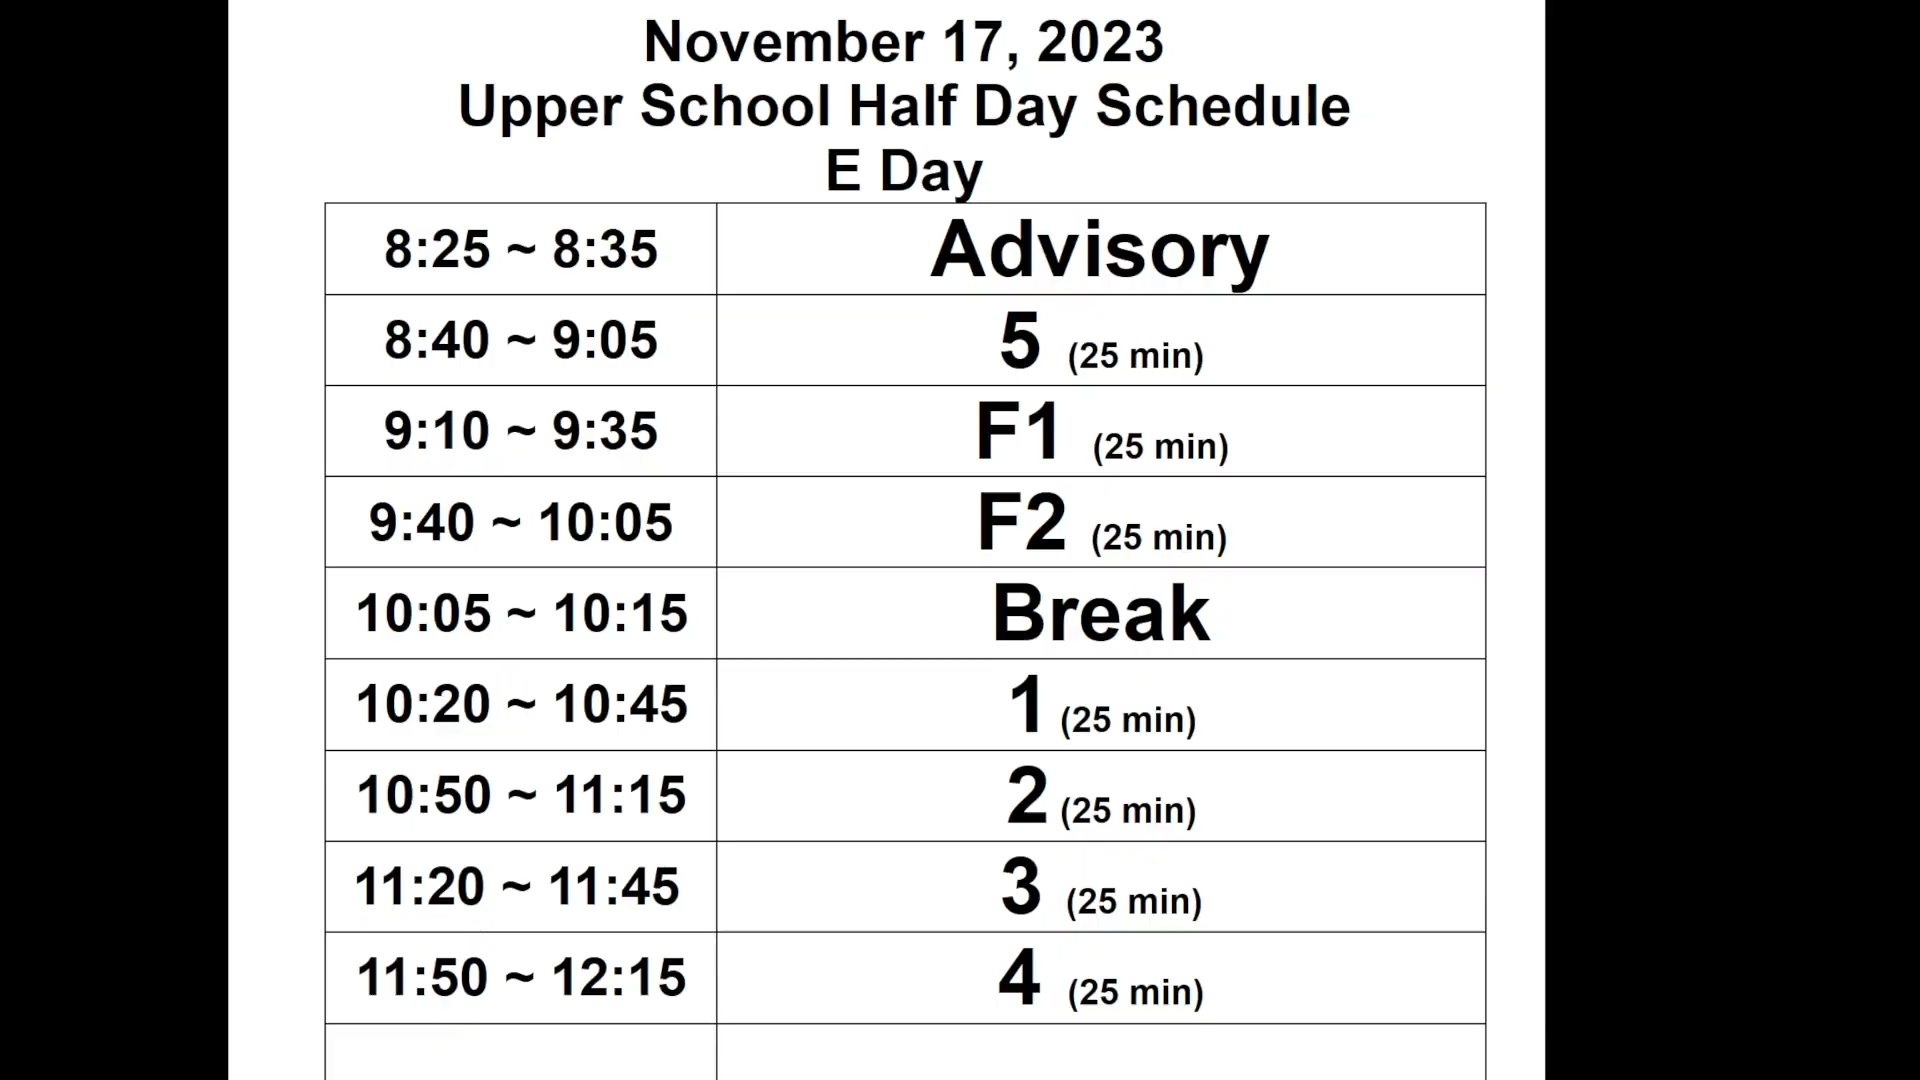 November 17, 2023
Upper School Half Day Schedule
E Day
8:25 ~ 8:35 Advisory
8:40 ~ 9:05 5 (25 min)
9:10 ~ 9:35 F1 (25 min)
9:40 ~ 10:05 F2 (25 min)
10:05 ~ 10:15 Break
10:20 ~ 10:45 1 (25 min)
10:50 ~ 11:15 2 (25 min)
11:20 ~ 11:45 3 (25 min)
11:50 ~ 12:15 4 (25 min)